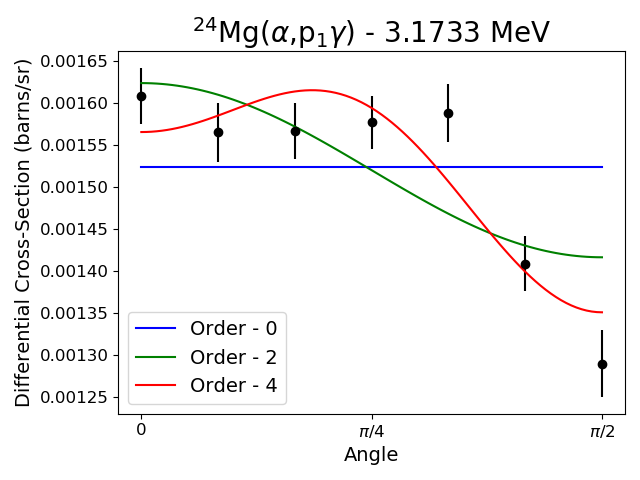 ²⁴Mg(α,p₁γ) - 3.1733 MeV
Differential Cross-Section (barns/sr)
0.00165
0.00160
0.00155
0.00150
0.00145
0.00140
0.00135
0.00130
0.00125
Order - 0
Order - 2
Order - 4
0
π/4
π/2
Angle